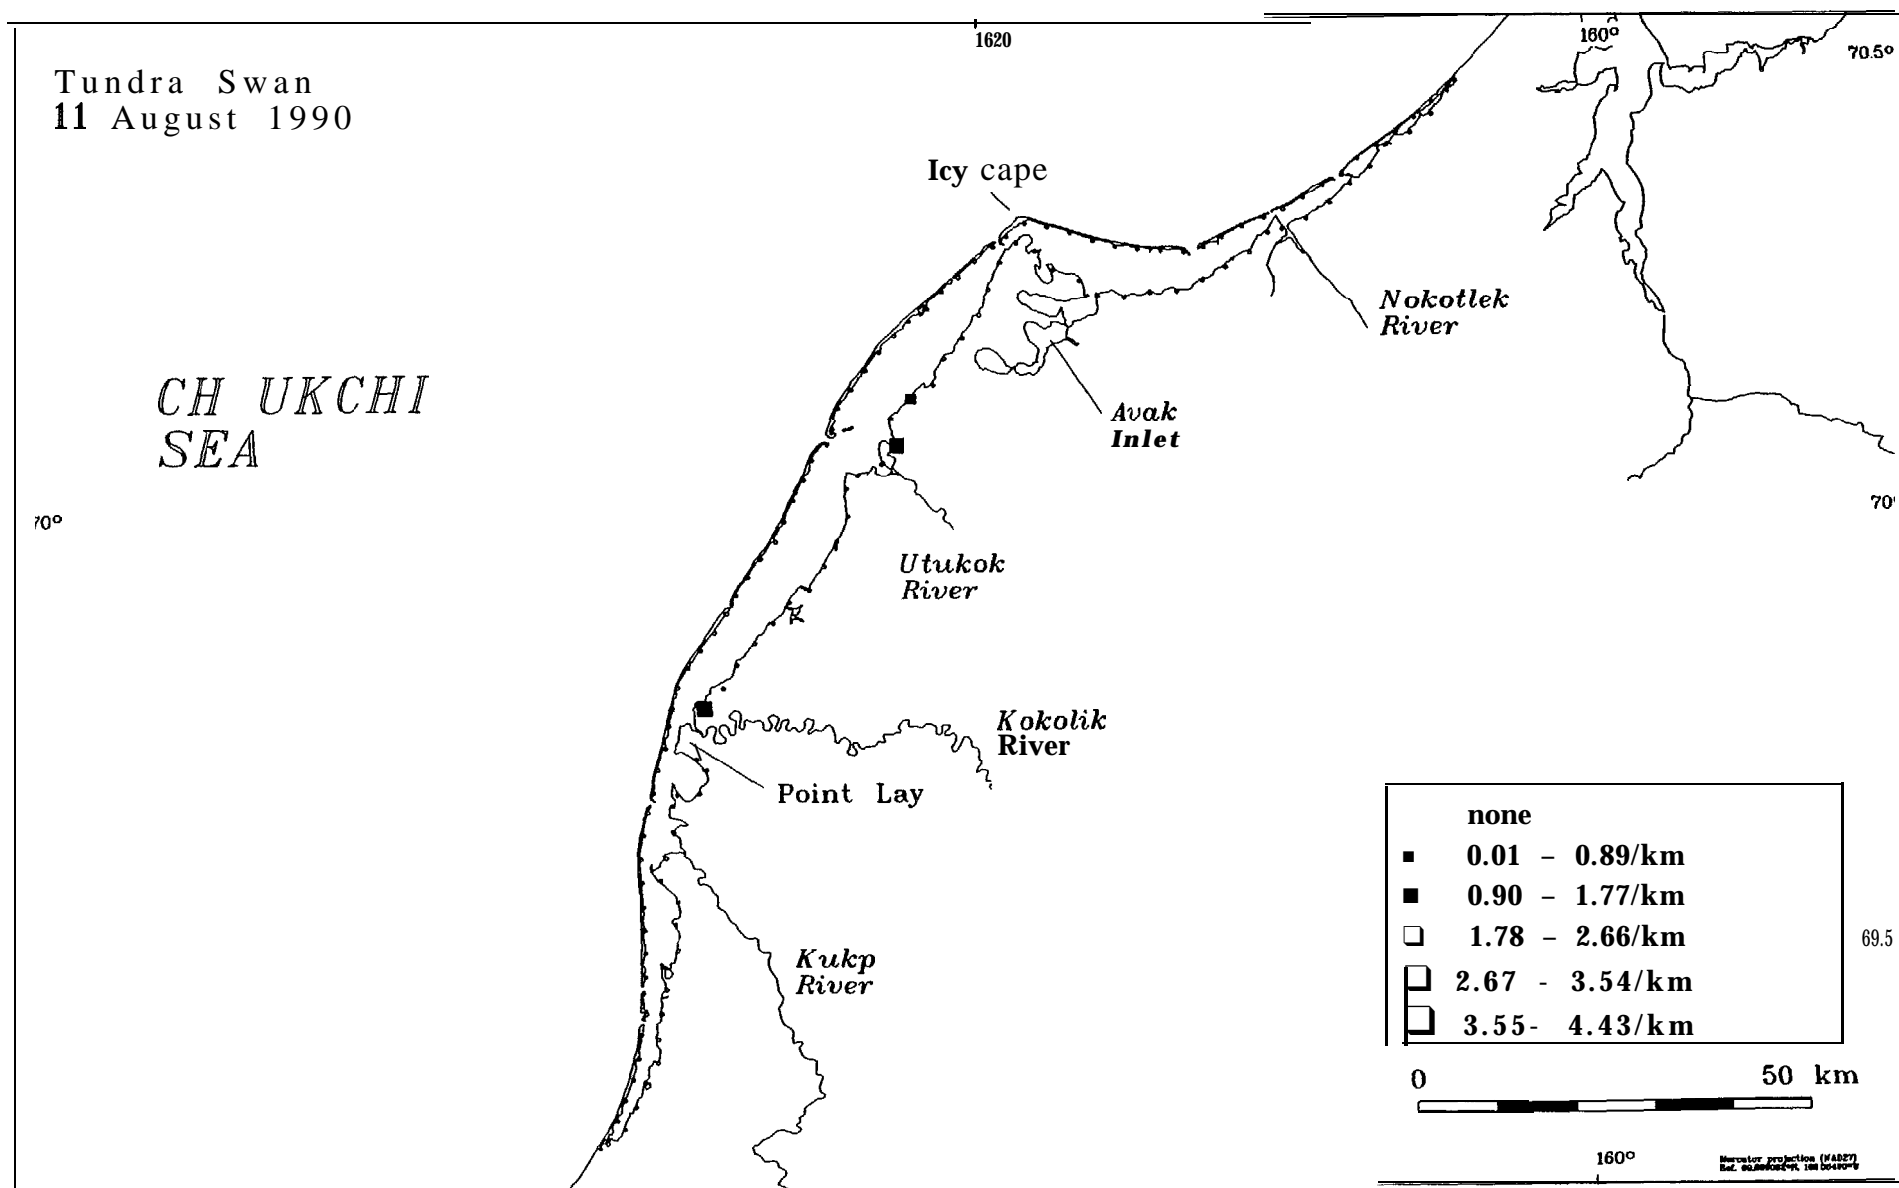 1620
160°
70.5°
Tundra Swan
11 August 1990
Icy cape
Nokotlek
River
CH UKCHI
SEA
Avak
Inlet
70°
70°
Utukok
River
Kokolik
River
Point Lay
none
0.01 – 0.89/km
0.90 – 1.77/km
1.78 – 2.66/km
2.67 - 3.54/km
3.55- 4.43/km
69.5
Kukp
River
0 50 km
160°
Mercator projection (NAD27)